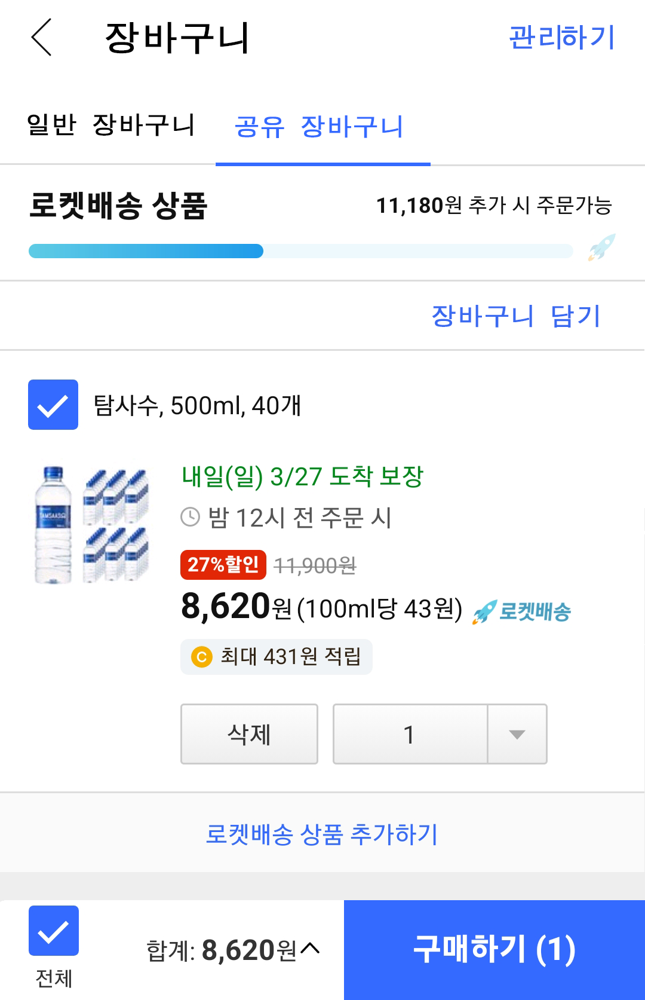 장바구니
관리하기
일반 장바구니
공유 장바구니
로켓배송 상품
11,180원 추가 시 주문가능
장바구니 담기
탐사수, 500ml, 40개
TAMSAASOO
내일(일) 3/27 도착 보장
밤 12시 전 주문 시
27%할인 11,900원
8,620원(100ml당 43원) 로켓배송
C 최대 431원 적립
삭제
1
로켓배송 상품 추가하기
합계: 8,620원
전체
구매하기 (1)